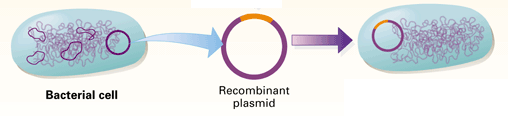 Bacterial cell
Recombinant
plasmid